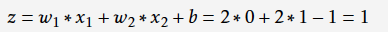 z = w₁ * x₁ + w₂ * x₂ + b = 2 * 0 + 2 * 1 − 1 = 1